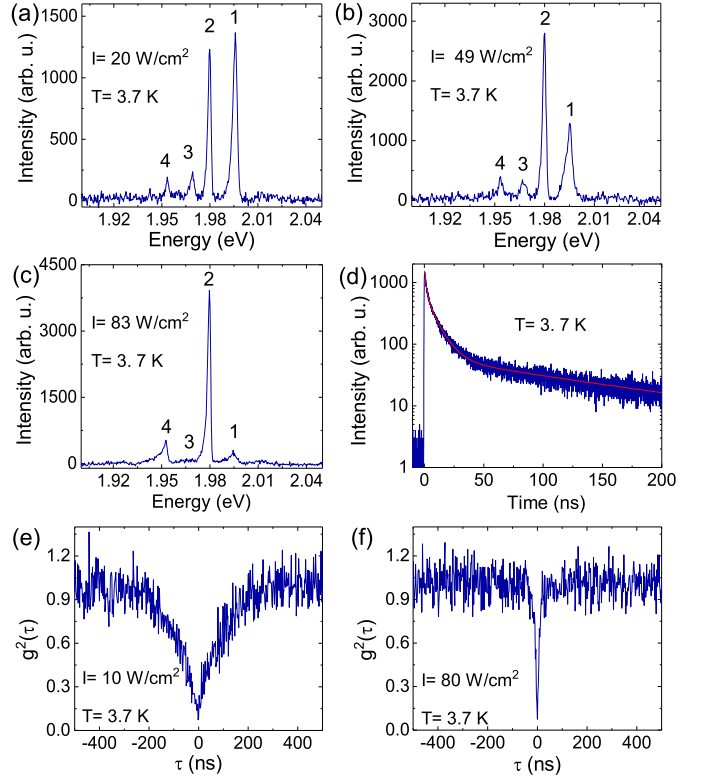 (a)
1500
1000
500
0
Intensity (arb. u.)
I= 20 W/cm²
T= 3.7 K
1
2
3
4
1.92 1.95 1.98 2.01 2.04
Energy (eV)
(b)
3000
2000
1000
0
Intensity (arb. u.)
I= 49 W/cm²
T= 3.7 K
2
1
4
3
1.92 1.95 1.98 2.01 2.04
Energy (eV)
(c)
4500
3000
1500
0
Intensity (arb. u.)
I= 83 W/cm²
T= 3. 7 K
2
4
3
1
1.92 1.95 1.98 2.01 2.04
Energy (eV)
(d)
1000
100
10
1
Intensity (arb. u.)
T= 3. 7 K
0 50 100 150 200
Time (ns)
(e)
1.2
0.9
0.6
0.3
0.0
g²(τ)
I= 10 W/cm²
T= 3.7 K
-400 -200 0 200 400
τ (ns)
(f)
1.2
0.9
0.6
0.3
0.0
g²(τ)
I= 80 W/cm²
T= 3.7 K
-400 -200 0 200 400
τ (ns)